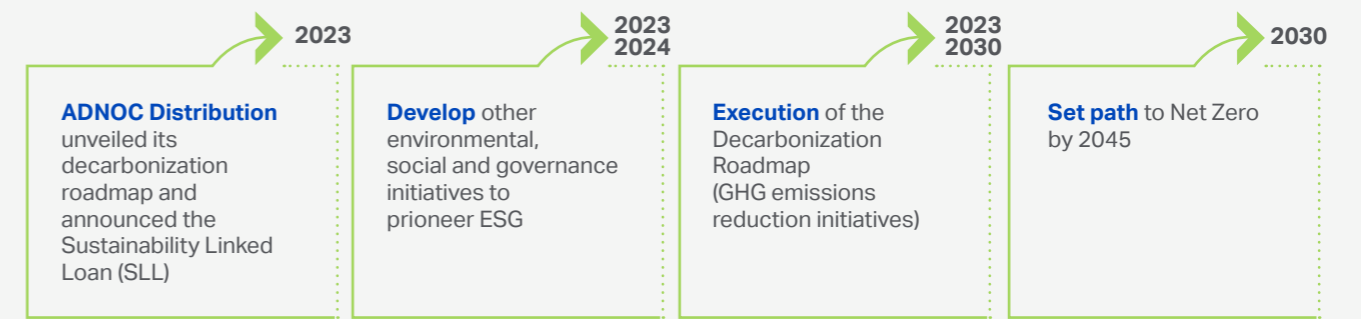 2023
ADNOC Distribution
unveiled its
decarbonization
roadmap and
announced the
Sustainability Linked
Loan (SLL)
2023
2024
Develop other
environmental,
social and governance
initiatives to
prioneer ESG
2023
2030
Execution of the
Decarbonization
Roadmap
(GHG emissions
reduction initiatives)
2030
Set path to Net Zero
by 2045